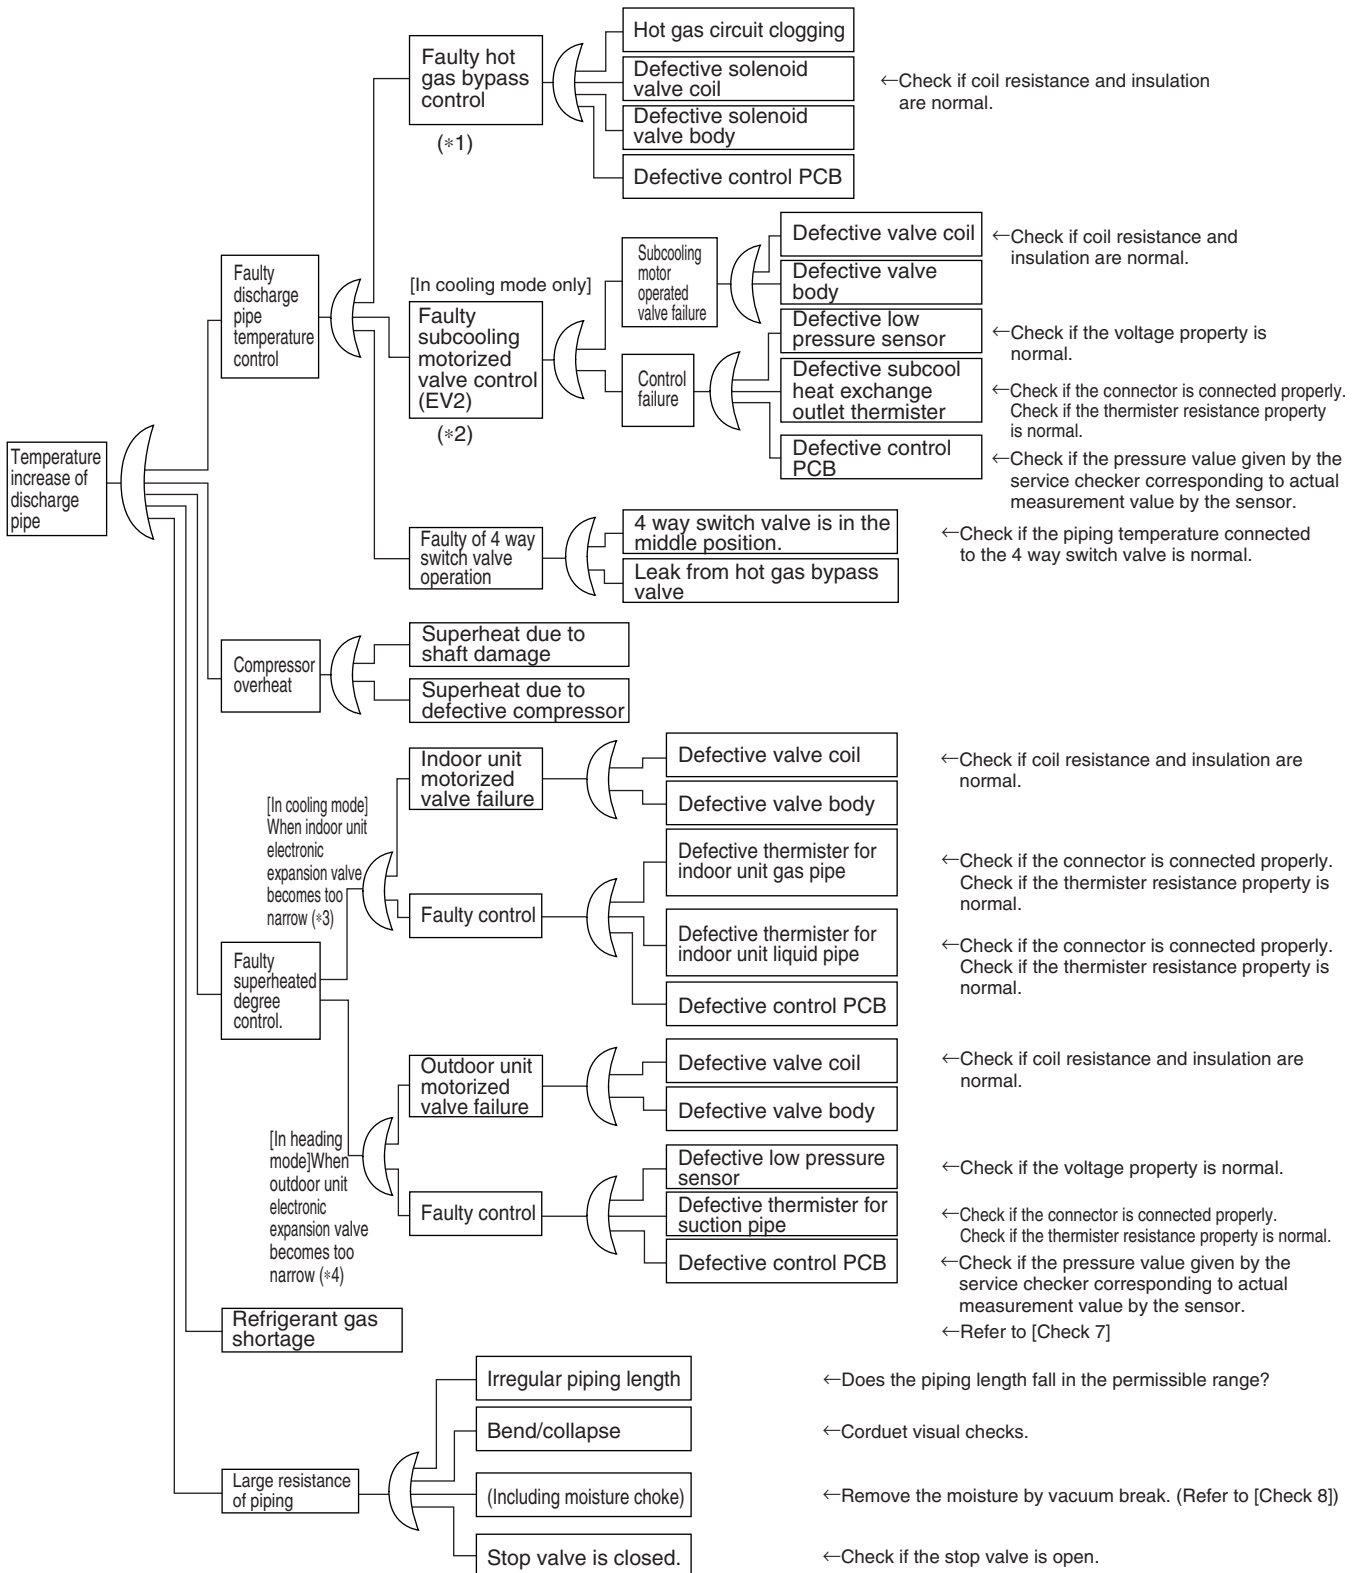 Hot gas circuit clogging
Faulty hot
gas bypass
control
(*1)
Defective solenoid
valve coil
←Check if coil resistance and insulation
are normal.
Defective solenoid
valve body
Defective control PCB
Faulty
discharge
pipe
temperature
control
[In cooling mode only]
Faulty
subcooling
motorized
valve control
(EV2)
(*2)
Subcooling
motor
operated
valve failure
Defective valve coil
←Check if coil resistance and
insulation are normal.
Defective valve
body
Control
failure
Defective low
pressure sensor
←Check if the voltage property is
normal.
Defective subcool
heat exchange
outlet thermister
←Check if the connector is connected properly.
Check if the thermister resistance property
is normal.
Defective control
PCB
←Check if the pressure value given by the
service checker corresponding to actual
measurement value by the sensor.
Temperature
increase of
discharge
pipe
Faulty of 4 way
switch valve
operation
4 way switch valve is in the
middle position.
←Check if the piping temperature connected
to the 4 way switch valve is normal.
Leak from hot gas bypass
valve
Compressor
overheat
Superheat due to
shaft damage
Superheat due to
defective compressor
Faulty
superheated
degree
control.
[In cooling mode]
When indoor unit
electronic
expansion valve
becomes too
narrow (*3)
Indoor unit
motorized
valve failure
Defective valve coil
←Check if coil resistance and insulation are
normal.
Defective valve body
Faulty control
Defective thermister for
indoor unit gas pipe
←Check if the connector is connected properly.
Check if the thermister resistance property is
normal.
Defective thermister for
indoor unit liquid pipe
←Check if the connector is connected properly.
Check if the thermister resistance property is
normal.
Defective control PCB
[In heading
mode]When
outdoor unit
electronic
expansion valve
becomes too
narrow (*4)
Outdoor unit
motorized
valve failure
Defective valve coil
←Check if coil resistance and insulation are
normal.
Defective valve body
Faulty control
Defective low pressure
sensor
←Check if the voltage property is normal.
Defective thermister for
suction pipe
←Check if the connector is connected properly.
Check if the thermister resistance property is normal.
Defective control PCB
←Check if the pressure value given by the
service checker corresponding to actual
measurement value by the sensor.
Refrigerant gas
shortage
←Refer to [Check 7]
Large resistance
of piping
Irregular piping length
←Does the piping length fall in the permissible range?
Bend/collapse
←Corduet visual checks.
(Including moisture choke)
←Remove the moisture by vacuum break. (Refer to [Check 8])
Stop valve is closed.
←Check if the stop valve is open.